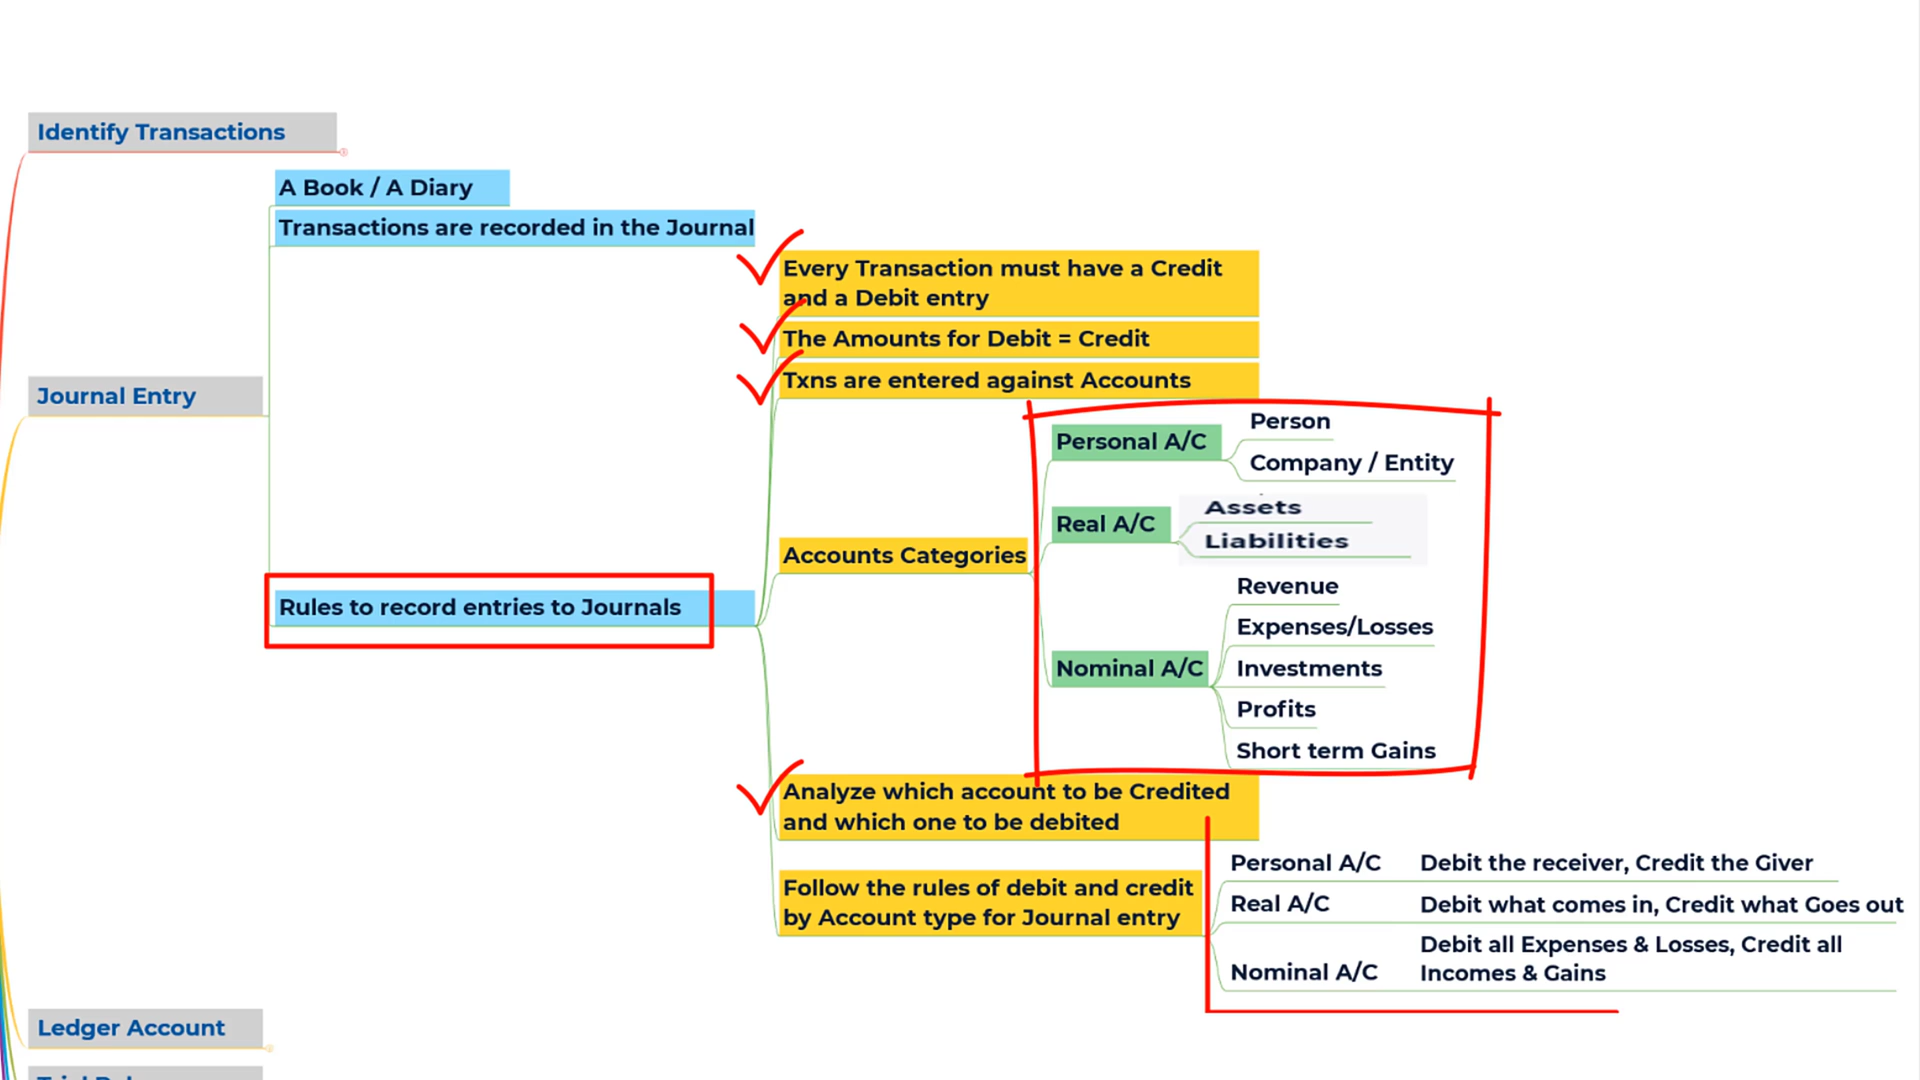 Identify Transactions
A Book / A Diary
Transactions are recorded in the Journal
Every Transaction must have a Credit
and a Debit entry
The Amounts for Debit = Credit
Txns are entered against Accounts
Journal Entry
Person
Personal A/C
Company / Entity
Assets
Real A/C
Liabilities
Accounts Categories
Revenue
Rules to record entries to Journals
Expenses/Losses
Nominal A/C
Investments
Profits
Short term Gains
Analyze which account to be Credited
and which one to be debited
Follow the rules of debit and credit
by Account type for Journal entry
Personal A/C Debit the receiver, Credit the Giver
Real A/C Debit what comes in, Credit what Goes out
Debit all Expenses & Losses, Credit all
Nominal A/C Incomes & Gains
Ledger Account